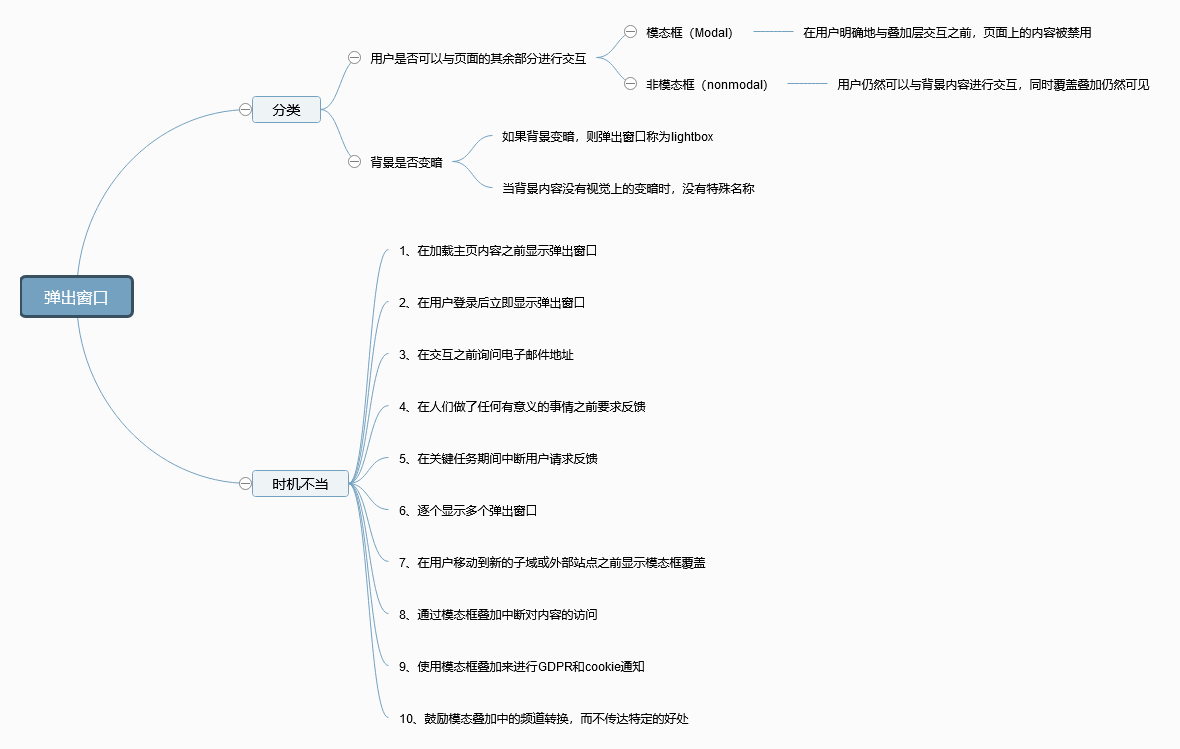 弹出窗口
分类
用户是否可以与页面的其余部分进行交互
模态框（Modal）
在用户明确地与叠加层交互之前，页面上的内容被禁用
非模态框（nonmodal）
用户仍然可以与背景内容进行交互，同时覆盖叠加仍然可见
背景是否变暗
如果背景变暗，则弹出窗口称为lightbox
当背景内容没有视觉上的变暗时，没有特殊名称
时机不当
1、在加载主页内容之前显示弹出窗口
2、在用户登录后立即显示弹出窗口
3、在交互之前询问电子邮件地址
4、在人们做了任何有意义的事情之前要求反馈
5、在关键任务期间中断用户请求反馈
6、逐个显示多个弹出窗口
7、在用户移动到新的子域或外部站点之前显示模态框覆盖
8、通过模态框叠加中断对内容的访问
9、使用模态框叠加来进行GDPR和cookie通知
10、鼓励模态叠加中的频道转换，而不传达特定的好处